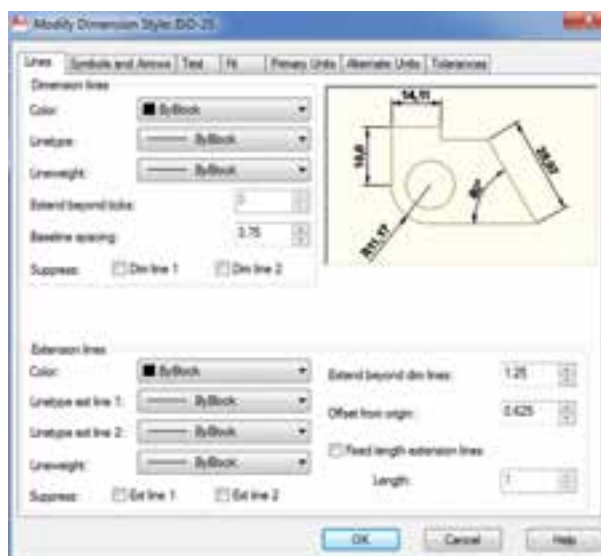 Modify Dimension Style: ISO-25
Lines Symbols and Arrows Text Fit Primary Units Alternate Units Tolerances
Dimension lines
Color: ByBlock
Linetype: ByBlock
Lineweight: ByBlock
Extend beyond ticks:
Baseline spacing: 3.75
Suppress: Dim line 1 Dim line 2
14,11
R11,17
Extension lines
Color: ByBlock
Linetype ext line 1: ByBlock
Linetype ext line 2: ByBlock
Lineweight: ByBlock
Suppress: Ext line 1 Ext line 2
Extend beyond dim lines: 1.25
Offset from origin: 0.625
Fixed length extension lines
Length: 1
OK Cancel Help